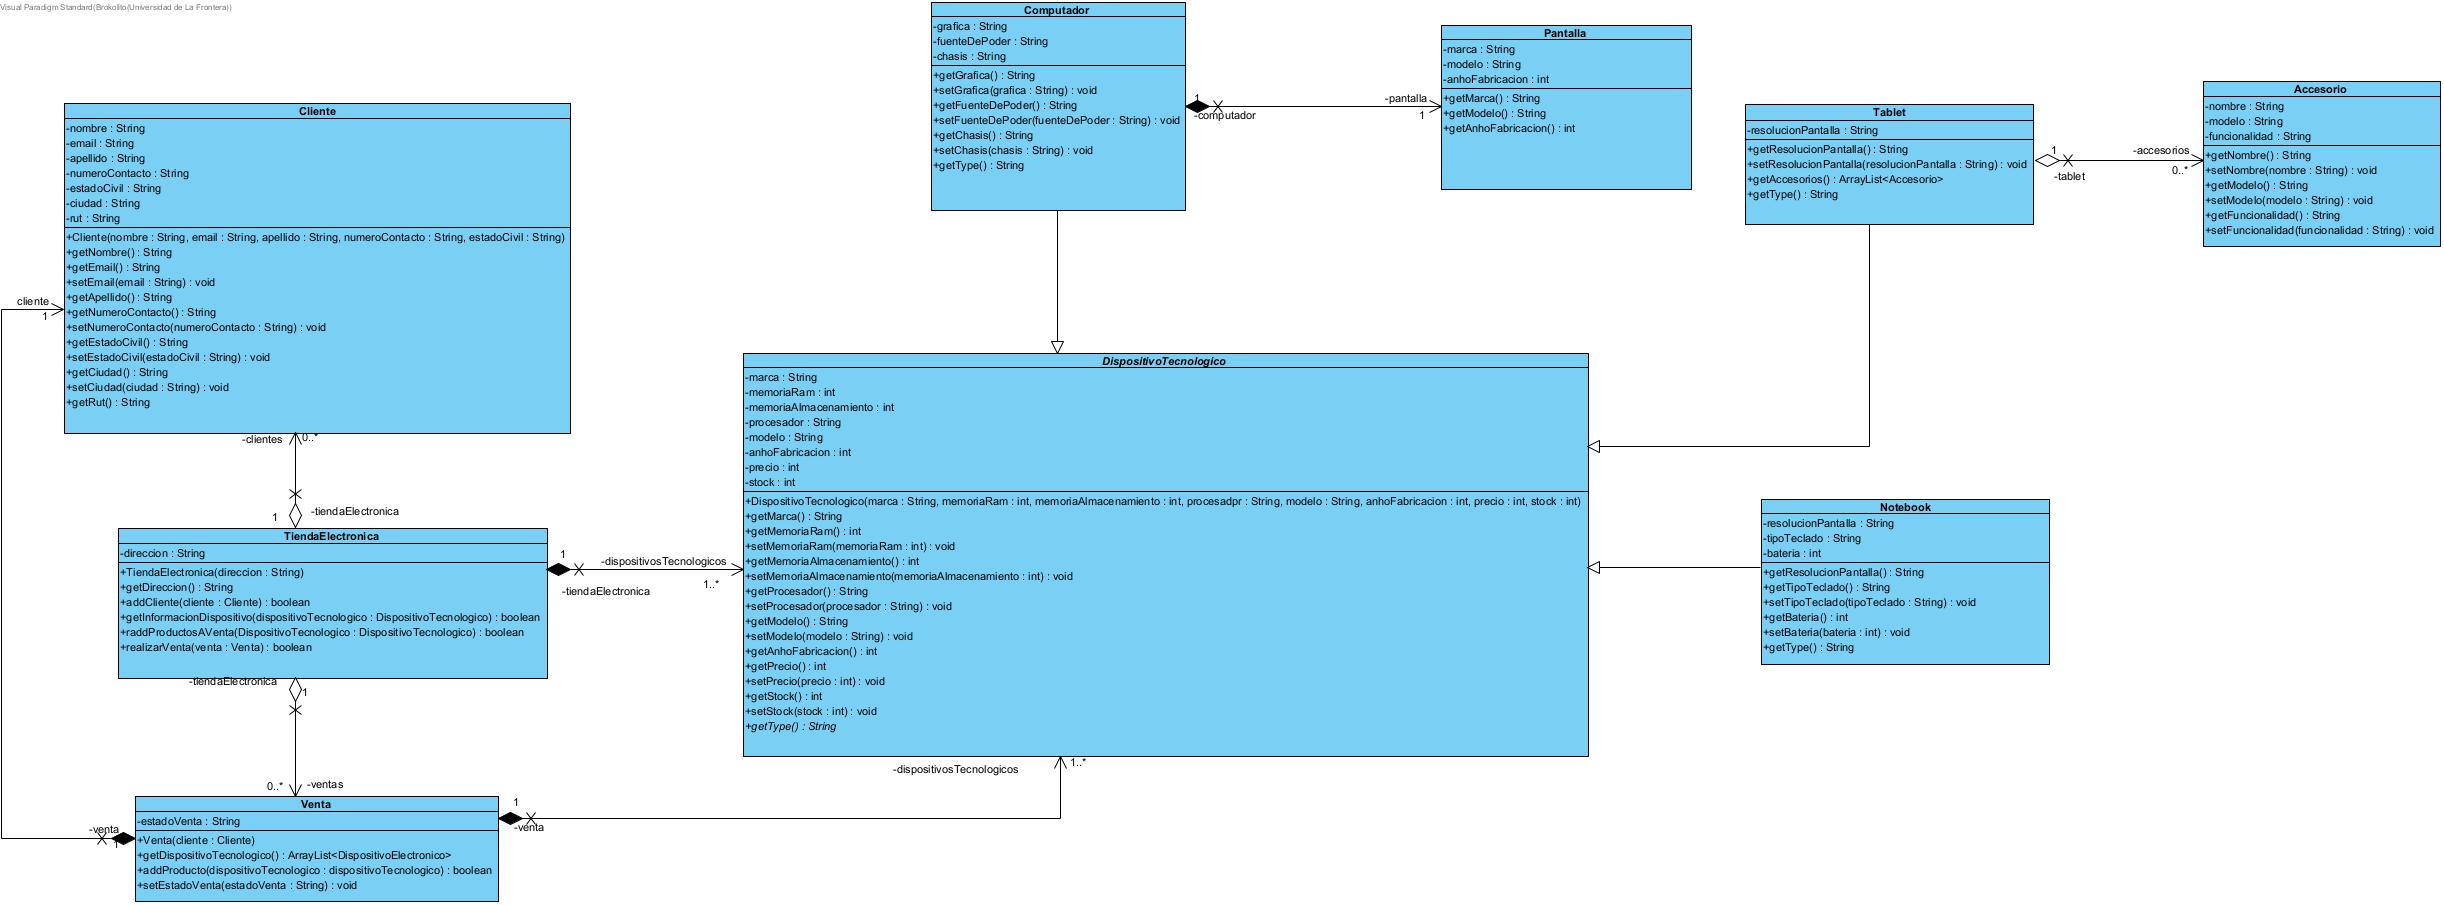 Visual Paradigm Standard(Brokolito(Universidad de La Frontera))
Computador
-grafica : String
-fuenteDePoder : String
-chasis : String
+getGrafica() : String
+setGrafica(grafica : String) : void
+getFuenteDePoder() : String
+setFuenteDePoder(fuenteDePoder : String) : void
+getChasis() : String
+setChasis(chasis : String) : void
+getType() : String
1
-computador
-pantalla
1
Pantalla
-marca : String
-modelo : String
-anhoFabricacion : int
+getMarca() : String
+getModelo() : String
+getAnhoFabricacion() : int
Tablet
-resolucionPantalla : String
+getResolucionPantalla() : String
+setResolucionPantalla(resolucionPantalla : String) : void
+getAccesorios() : ArrayList<Accesorio>
+getType() : String
1
-tablet
-accesorios
0..*
Accesorio
-nombre : String
-modelo : String
-funcionalidad : String
+getNombre() : String
+setNombre(nombre : String) : void
+getModelo() : String
+setModelo(modelo : String) : void
+getFuncionalidad() : String
+setFuncionalidad(funcionalidad : String) : void
Cliente
-nombre : String
-email : String
-apellido : String
-numeroContacto : String
-estadoCivil : String
-ciudad : String
-rut : String
+Cliente(nombre : String, email : String, apellido : String, numeroContacto : String, estadoCivil : String)
+getNombre() : String
+getEmail() : String
+setEmail(email : String) : void
+getApellido() : String
+getNumeroContacto() : String
+setNumeroContacto(numeroContacto : String) : void
+getEstadoCivil() : String
+setEstadoCivil(estadoCivil : String) : void
+getCiudad() : String
+setCiudad(ciudad : String) : void
+getRut() : String
cliente
1
-clientes
0..*
1
-tiendaElectronica
TiendaElectronica
-direccion : String
+TiendaElectronica(direccion : String)
+getDireccion() : String
+addCliente(cliente : Cliente) : boolean
+getInformacionDispositivo(dispositivoTecnologico : DispositivoTecnologico) : boolean
+raddProductosAVenta(DispositivoTecnologico : DispositivoTecnologico) : boolean
+realizarVenta(venta : Venta) : boolean
1
-tiendaElectronica
-dispositivosTecnologicos
1..*
DispositivoTecnologico
-marca : String
-memoriaRam : int
-memoriaAlmacenamiento : int
-procesador : String
-modelo : String
-anhoFabricacion : int
-precio : int
-stock : int
+DispositivoTecnologico(marca : String, memoriaRam : int, memoriaAlmacenamiento : int, procesadpr : String, modelo : String, anhoFabricacion : int, precio : int, stock : int)
+getMarca() : String
+getMemoriaRam() : int
+setMemoriaRam(memoriaRam : int) : void
+getMemoriaAlmacenamiento() : int
+setMemoriaAlmacenamiento(memoriaAlmacenamiento : int) : void
+getProcesador() : String
+setProcesador(procesador : String) : void
+getModelo() : String
+setModelo(modelo : String) : void
+getAnhoFabricacion() : int
+getPrecio() : int
+setPrecio(precio : int) : void
+getStock() : int
+setStock(stock : int) : void
+getType() : String
Notebook
-resolucionPantalla : String
-tipoTeclado : String
-bateria : int
+getResolucionPantalla() : String
+getTipoTeclado() : String
+setTipoTeclado(tipoTeclado : String) : void
+getBateria() : int
+setBateria(bateria : int) : void
+getType() : String
-tiendaElectronica
1
0..*
-ventas
Venta
-estadoVenta : String
+Venta(cliente : Cliente)
+getDispositivoTecnologico() : ArrayList<DispositivoElectronico>
+addProducto(dispositivoTecnologico : dispositivoTecnologico) : boolean
+setEstadoVenta(estadoVenta : String) : void
-venta
1
1
-venta
-dispositivosTecnologicos
1..*